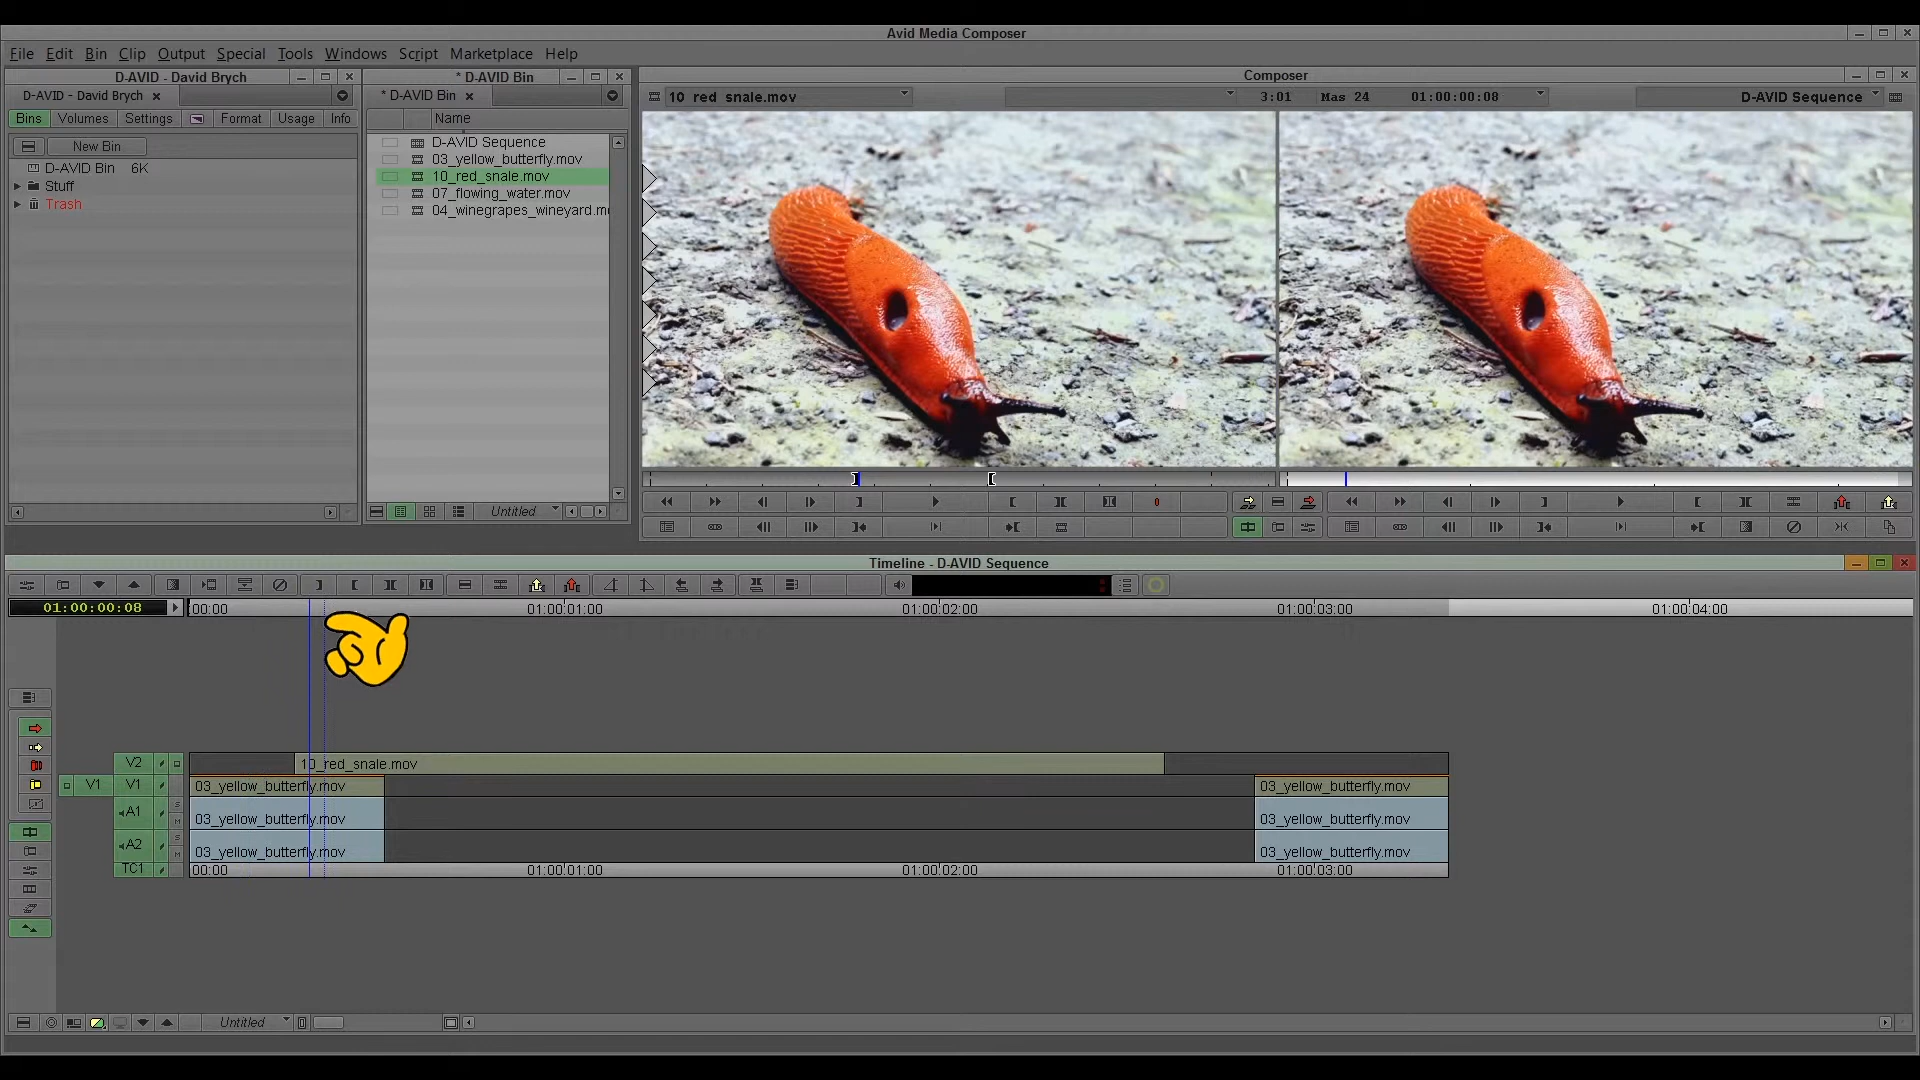 Avid Media Composer
File Edit Bin Clip Output Special Tools Windows Script Marketplace Help
D-AVID - David Brych
* D-AVID Bin
Composer
D-AVID - David Brych
* D-AVID Bin
10_red_snale.mov
3:01 Mas 24 01:00:00:08
D-AVID Sequence
Bins Volumes Settings Format Usage Info
Name
New Bin
D-AVID Bin 6K
Stuff
Trash
D-AVID Sequence
03_yellow_butterfly.mov
10_red_snale.mov
07_flowing_water.mov
04_winegrapes_wineyard.mo
Untitled
Timeline - D-AVID Sequence
01:00:00:08
00:00 01:00:01:00 01:00:02:00 01:00:03:00 01:00:04:00
V2 10_red_snale.mov
V1 V1 03_yellow_butterfly.mov 03_yellow_butterfly.mov
A1 S M 03_yellow_butterfly.mov 03_yellow_butterfly.mov
A2 S M 03_yellow_butterfly.mov 03_yellow_butterfly.mov
TC1 00:00 01:00:01:00 01:00:02:00 01:00:03:00
Untitled